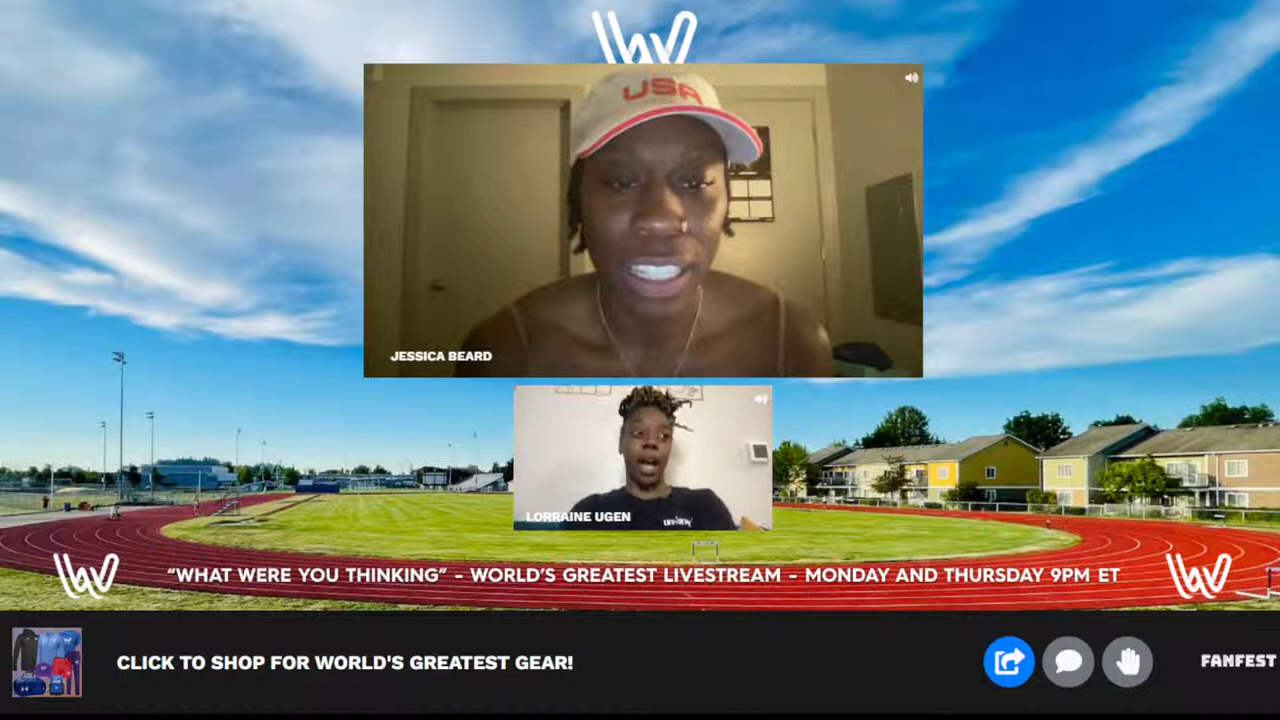 USA
JESSICA BEARD
LORRAINE UGEN
"WHAT WERE YOU THINKING" – WORLD'S GREATEST LIVESTREAM – MONDAY AND THURSDAY 9PM ET
CLICK TO SHOP FOR WORLD'S GREATEST GEAR!
FANFEST